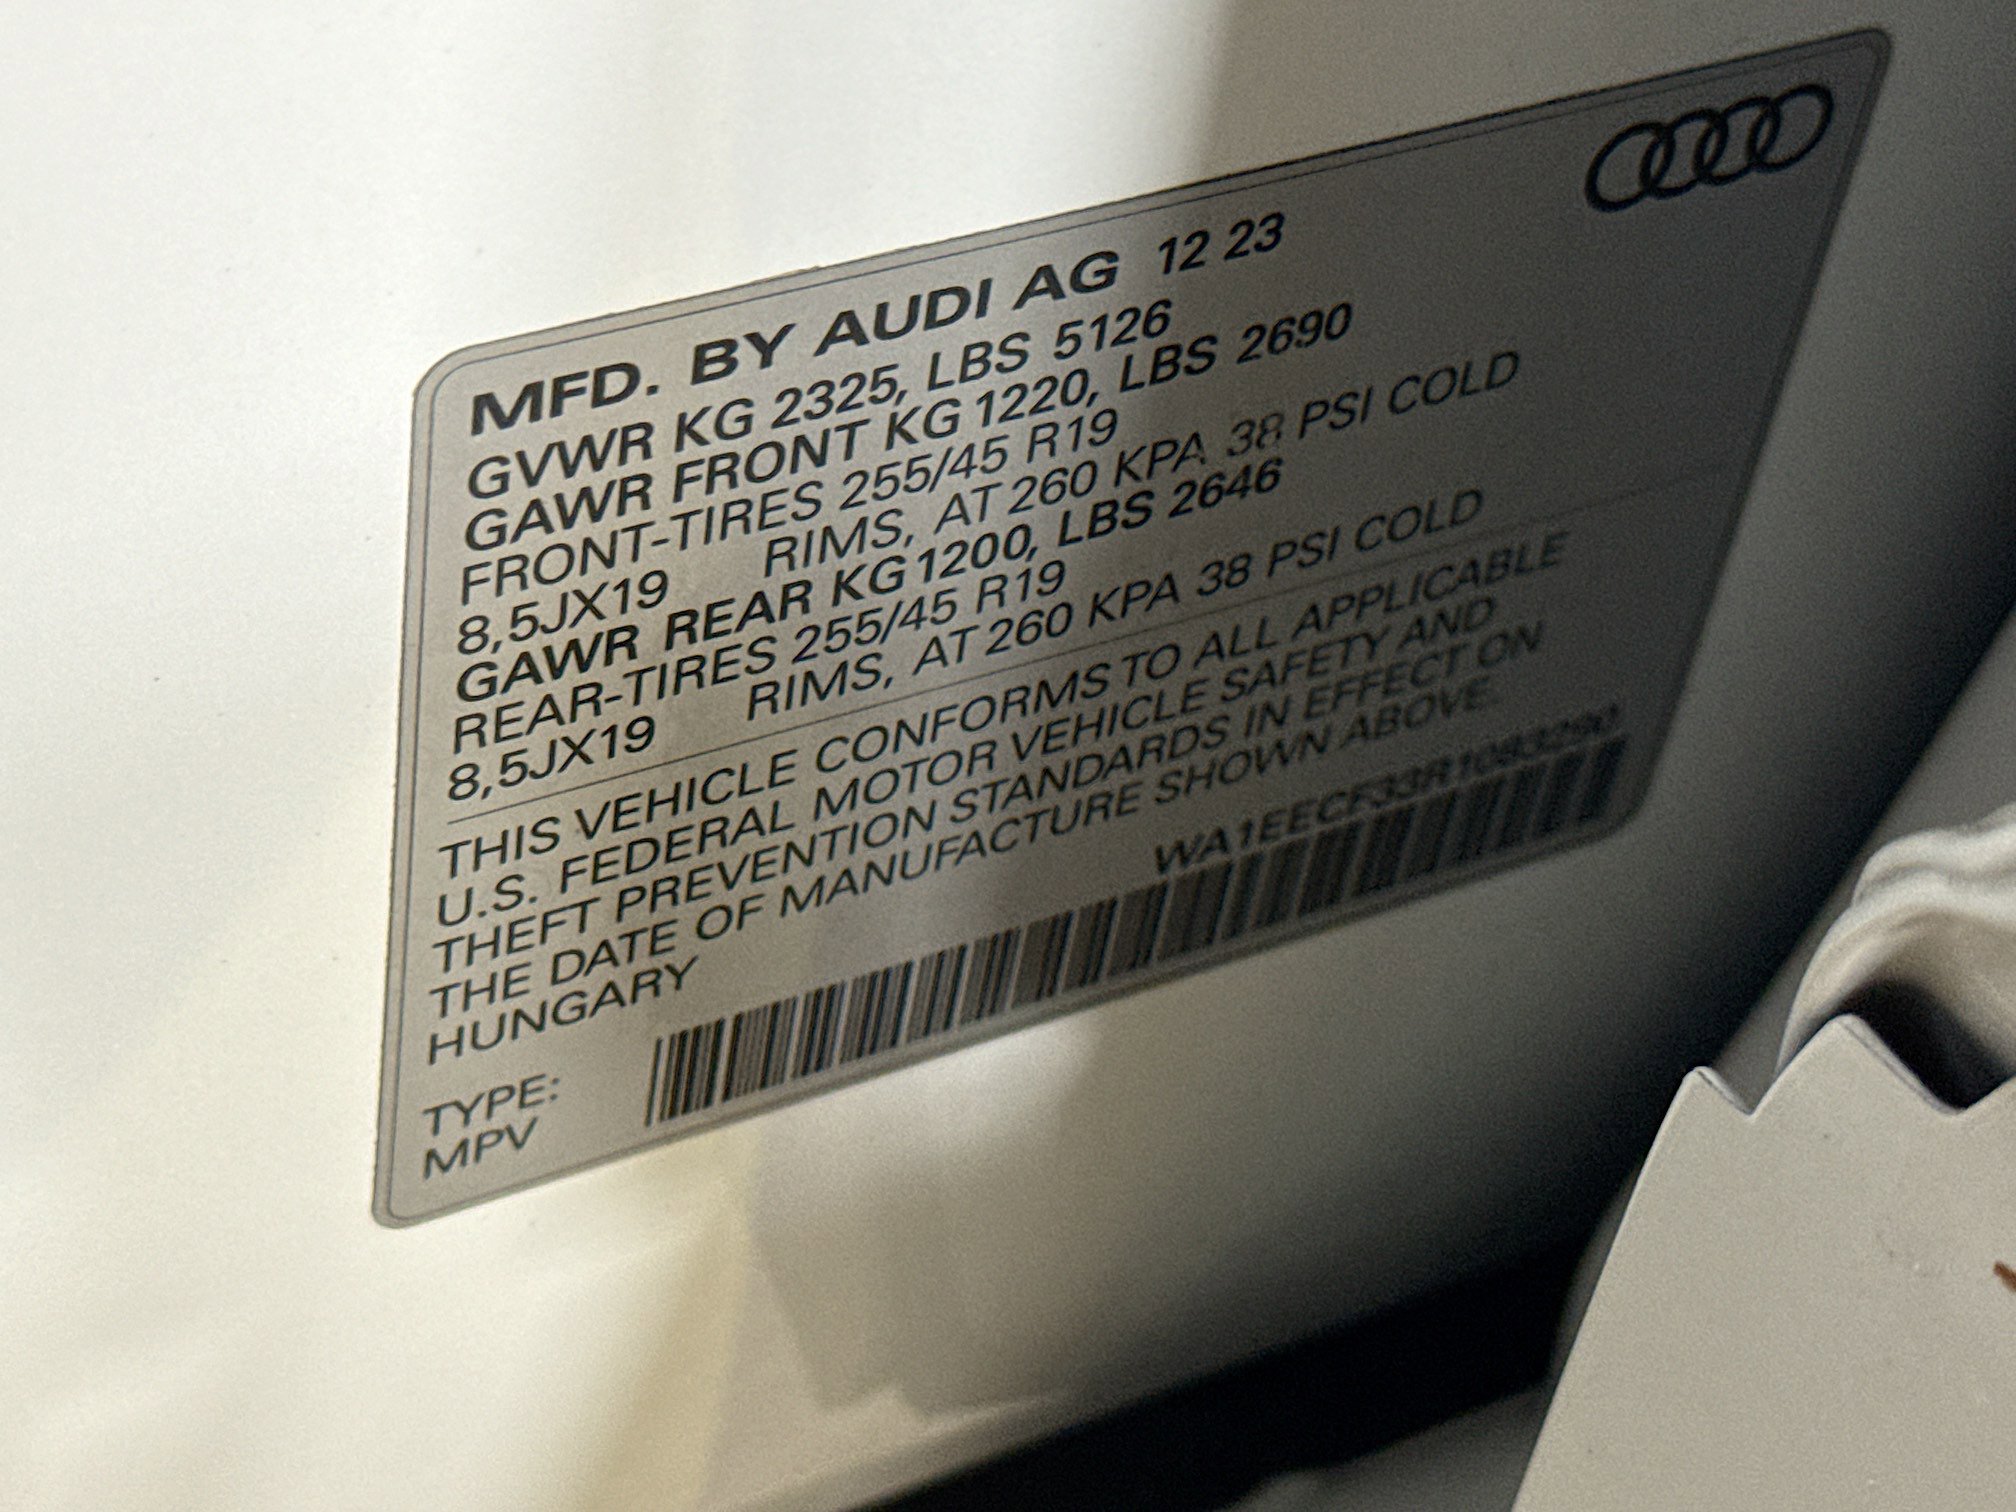 MFD. BY AUDI AG 12 23
GVWR KG 2325, LBS 5126
GAWR FRONT KG 1220, LBS 2690
FRONT-TIRES 255/45 R19
8,5JX19 RIMS, AT 260 KPA 38 PSI COLD
GAWR REAR KG 1200, LBS 2646
REAR-TIRES 255/45 R19
8,5JX19 RIMS, AT 260 KPA 38 PSI COLD
THIS VEHICLE CONFORMS TO ALL APPLICABLE
U.S. FEDERAL MOTOR VEHICLE SAFETY AND
THEFT PREVENTION STANDARDS IN EFFECT ON
THE DATE OF MANUFACTURE SHOWN ABOVE.
HUNGARY
WA1EECF33R1083290
TYPE:
MPV